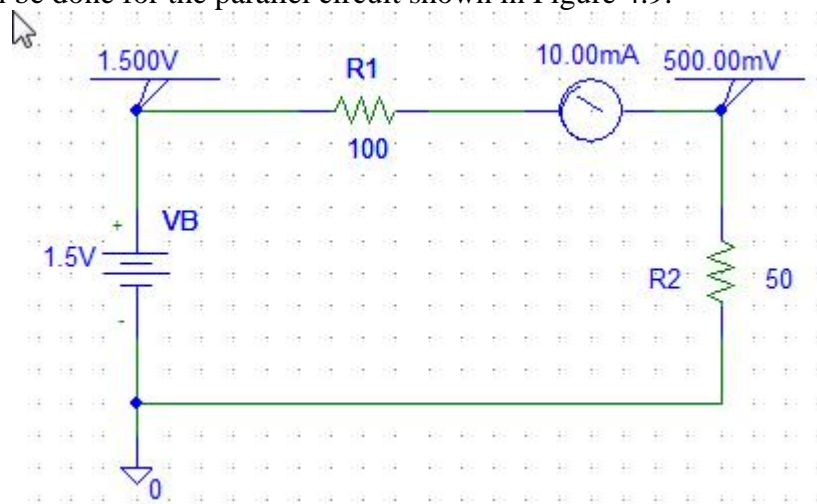 be done for the parallel circuit shown in Figure 4.9.
1.500V
R1
10.00mA
500.00mV
100
+
VB
1.5V
R2
50
-
0